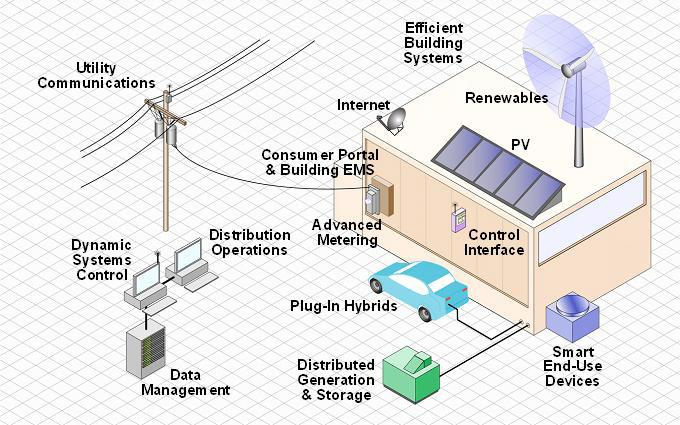 Efficient
Building
Systems
Utility
Communications
Renewables
Internet
PV
Consumer Portal
& Building EMS
Advanced
Metering
Control
Interface
Distribution
Operations
Dynamic
Systems
Control
Plug-In Hybrids
Smart
End-Use
Devices
Distributed
Generation
& Storage
Data
Management